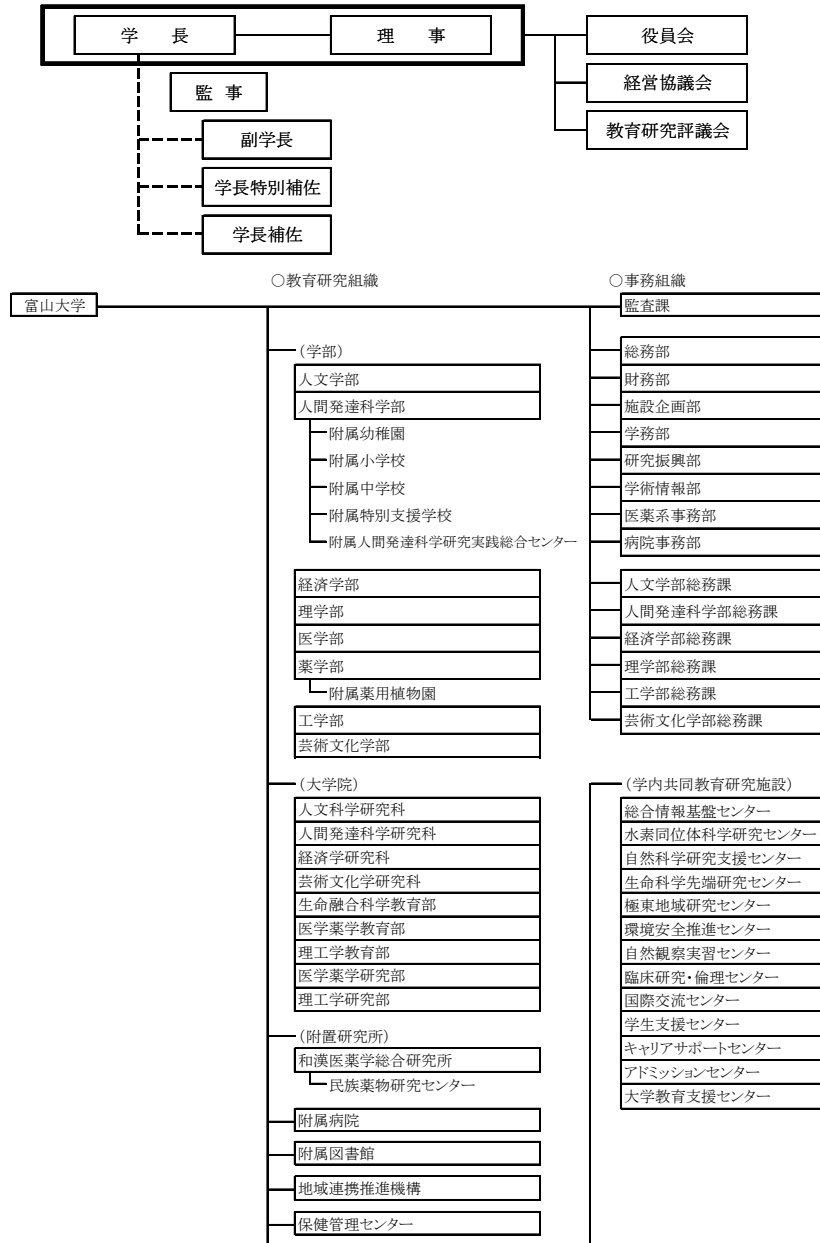 学　長
理　事
役員会
監　事
経営協議会
副学長
教育研究評議会
学長特別補佐
学長補佐
○教育研究組織
○事務組織
富山大学
監査課
(学部)
人文学部
人間発達科学部
附属幼稚園
附属小学校
附属中学校
附属特別支援学校
附属人間発達科学研究実践総合センター
経済学部
理学部
医学部
薬学部
附属薬用植物園
工学部
芸術文化学部
総務部
財務部
施設企画部
学務部
研究振興部
学術情報部
医薬系事務部
病院事務部
人文学部総務課
人間発達科学部総務課
経済学部総務課
理学部総務課
工学部総務課
芸術文化学部総務課
(大学院)
人文科学研究科
人間発達科学研究科
経済学研究科
芸術文化学研究科
生命融合科学教育部
医学薬学教育部
理工学教育部
医学薬学研究部
理工学研究部
(附置研究所)
和漢医薬学総合研究所
民族薬物研究センター
附属病院
附属図書館
地域連携推進機構
保健管理センター
(学内共同教育研究施設)
総合情報基盤センター
水素同位体科学研究センター
自然科学研究支援センター
生命科学先端研究センター
極東地域研究センター
環境安全推進センター
自然観察実習センター
臨床研究・倫理センター
国際交流センター
学生支援センター
キャリアサポートセンター
アドミッションセンター
大学教育支援センター